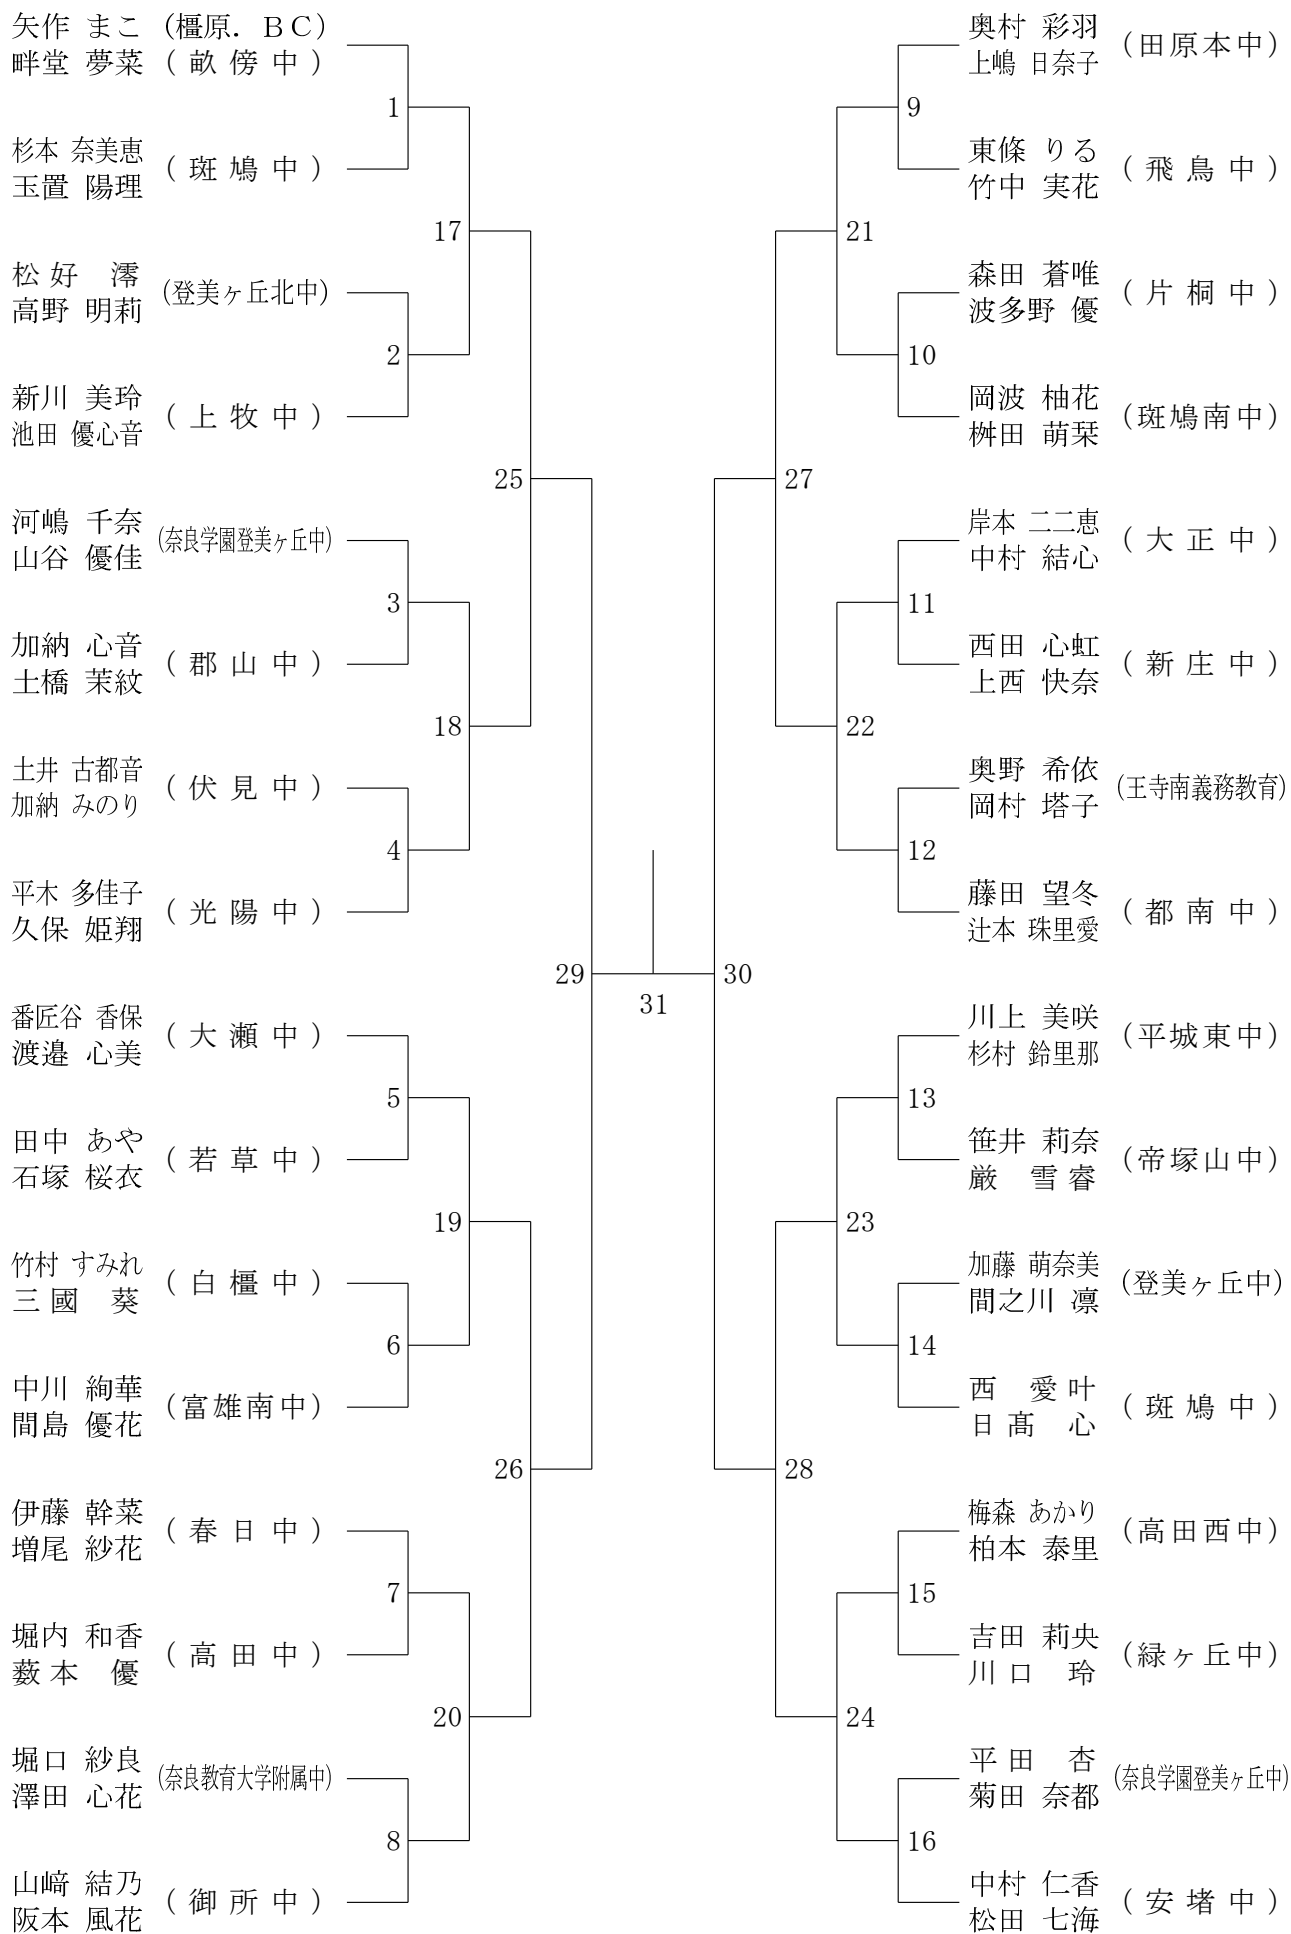 矢作 まこ (橿原．ＢＣ)
畔堂 夢菜 ( 畝 傍 中 )
1
杉本 奈美恵
玉置 陽理
( 斑 鳩 中 )
17
松 好 澪
高野 明莉
(登美ヶ丘北中)
2
新川 美玲
池田 優心音
( 上 牧 中 )
25
河嶋 千奈
山谷 優佳
(奈良学園登美ヶ丘中)
3
加納 心音
土橋 茉紋
( 郡 山 中 )
18
土井 古都音
加納 みのり
( 伏 見 中 )
4
平木 多佳子
久保 姫翔
( 光 陽 中 )
29
番匠谷 香保
渡邉 心美
( 大 瀬 中 )
5
田中 あや
石塚 桜衣
( 若 草 中 )
19
竹村 すみれ
三 國 葵
( 白 橿 中 )
6
中川 絢華
間島 優花
(富雄南中)
26
伊藤 幹菜
増尾 紗花
( 春 日 中 )
7
堀内 和香
薮 本 優
( 高 田 中 )
20
堀口 紗良
澤田 心花
(奈良教育大学附属中)
8
山﨑 結乃
阪本 風花
( 御 所 中 )
31
奥村 彩羽
上嶋 日奈子
(田原本中)
9
東條 りる
竹中 実花
( 飛 鳥 中 )
21
森田 蒼唯
波多野 優
( 片 桐 中 )
10
岡波 柚花
桝田 萌栞
(斑鳩南中)
27
岸本 二二恵
中村 結心
( 大 正 中 )
11
西田 心虹
上西 快奈
( 新 庄 中 )
22
奥野 希依
岡村 塔子
(王寺南義務教育)
12
藤田 望冬
辻本 珠里愛
( 都 南 中 )
30
川上 美咲
杉村 鈴里那
(平城東中)
13
笹井 莉奈
厳 雪 睿
(帝塚山中)
23
加藤 萌奈美
間之川 凛
(登美ヶ丘中)
14
西 愛 叶
日 髙 心
( 斑 鳩 中 )
28
梅森 あかり
柏本 泰里
(高田西中)
15
吉田 莉央
川 口 玲
(緑ヶ丘中)
24
平 田 杏
菊田 奈都
(奈良学園登美ヶ丘中)
16
中村 仁香
松田 七海
( 安 堵 中 )